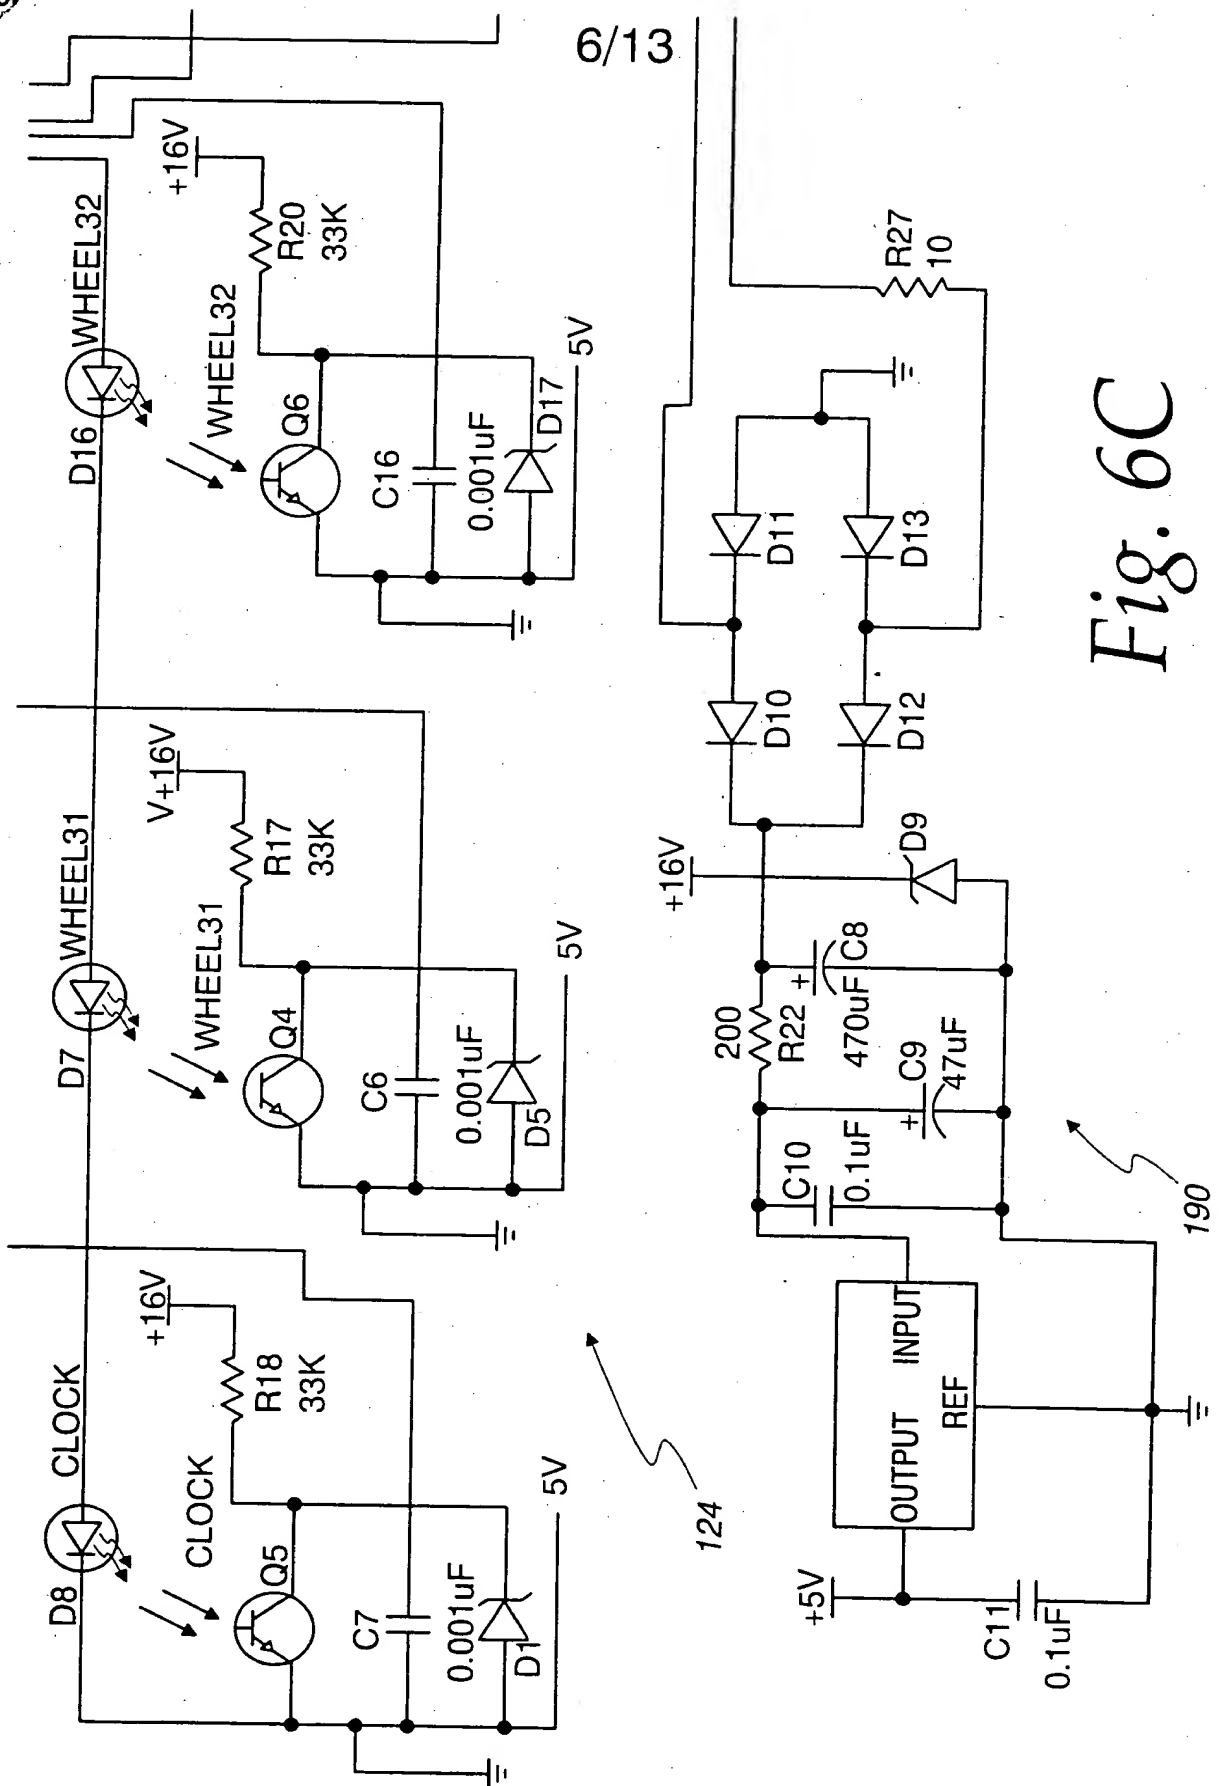 6/13
D8
CLOCK
D7
WHEEL31
D16
WHEEL32
+16V
R18
33K
CLOCK
Q5
C7
0.001uF
D1
5V
V+16V
R17
33K
WHEEL31
Q4
C6
0.001uF
D5
5V
+16V
R20
33K
WHEEL32
Q6
C16
0.001uF
D17
5V
124
+5V
C11
0.1uF
OUTPUT
INPUT
REF
C10
0.1uF
200
R22
C9
47uF
C8
470uF
+16V
D9
D10
D11
D12
D13
R27
10
190
Fig. 6C